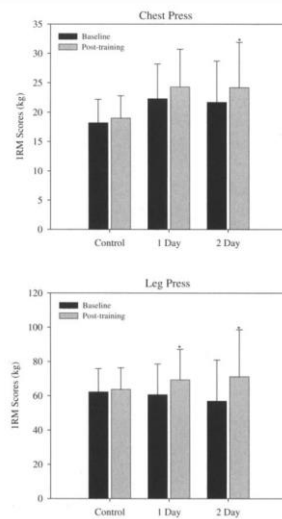 Chest Press
Baseline
Post-training
1RM Scores (kg)
35
30
25
20
15
10
5
0
*
Control
1 Day
2 Day
Leg Press
Baseline
Post-training
1RM Scores (kg)
120
100
80
60
40
20
0
*
*
Control
1 Day
2 Day